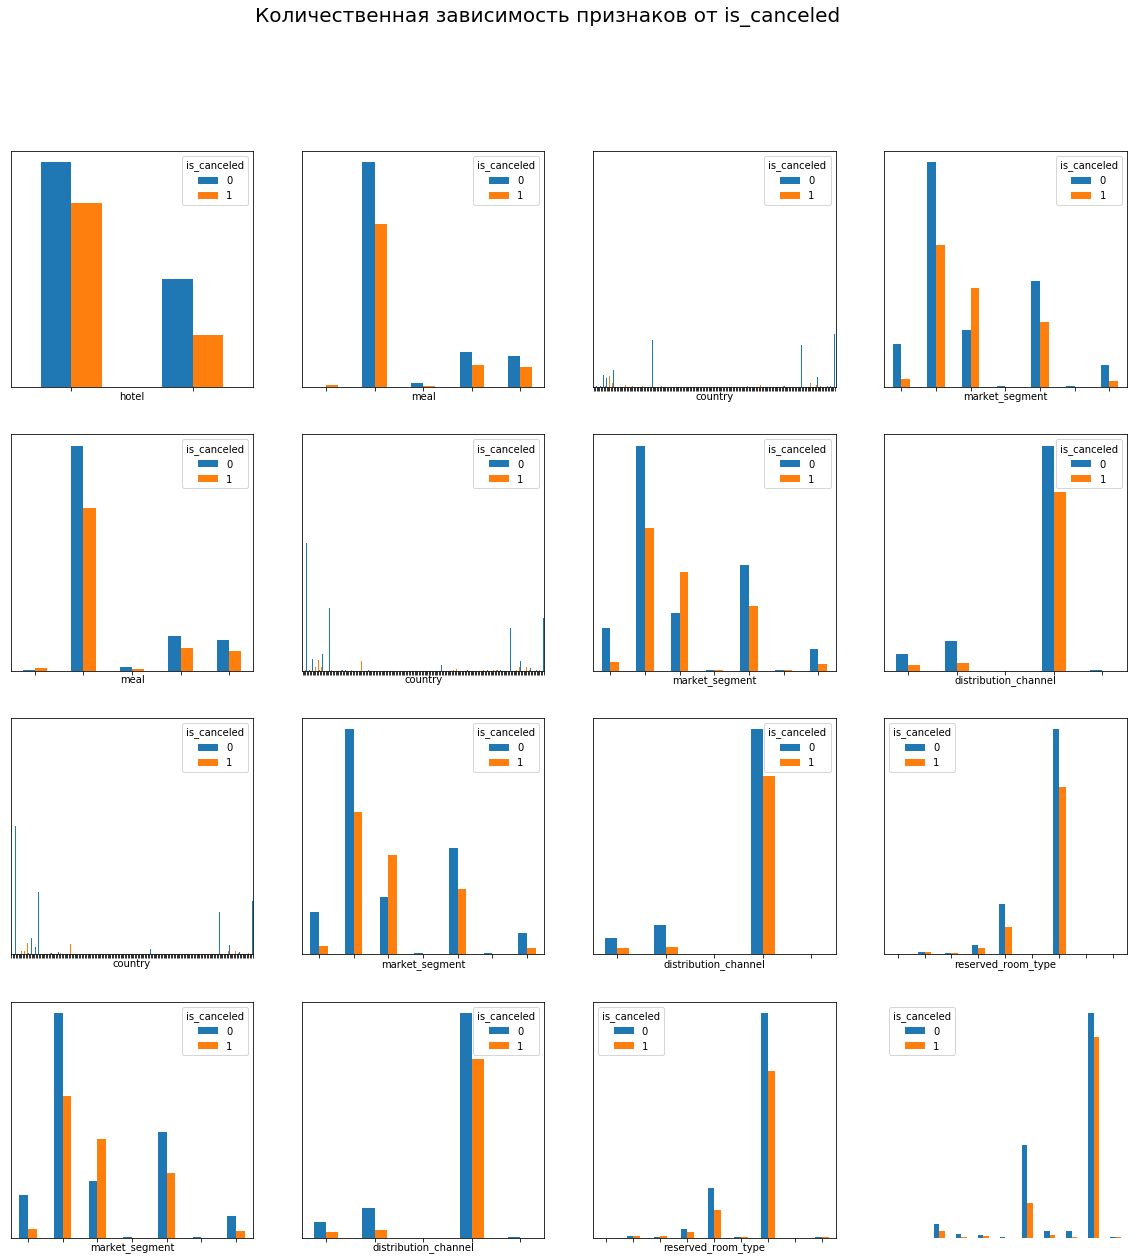 Количественная зависимость признаков от is_canceled
is_canceled
0
1
hotel
is_canceled
0
1
meal
is_canceled
0
1
country
is_canceled
0
1
market_segment
is_canceled
0
1
meal
is_canceled
0
1
country
is_canceled
0
1
market_segment
is_canceled
0
1
distribution_channel
is_canceled
0
1
country
is_canceled
0
1
market_segment
is_canceled
0
1
distribution_channel
is_canceled
0
1
reserved_room_type
is_canceled
0
1
market_segment
is_canceled
0
1
distribution_channel
is_canceled
0
1
reserved_room_type
is_canceled
0
1